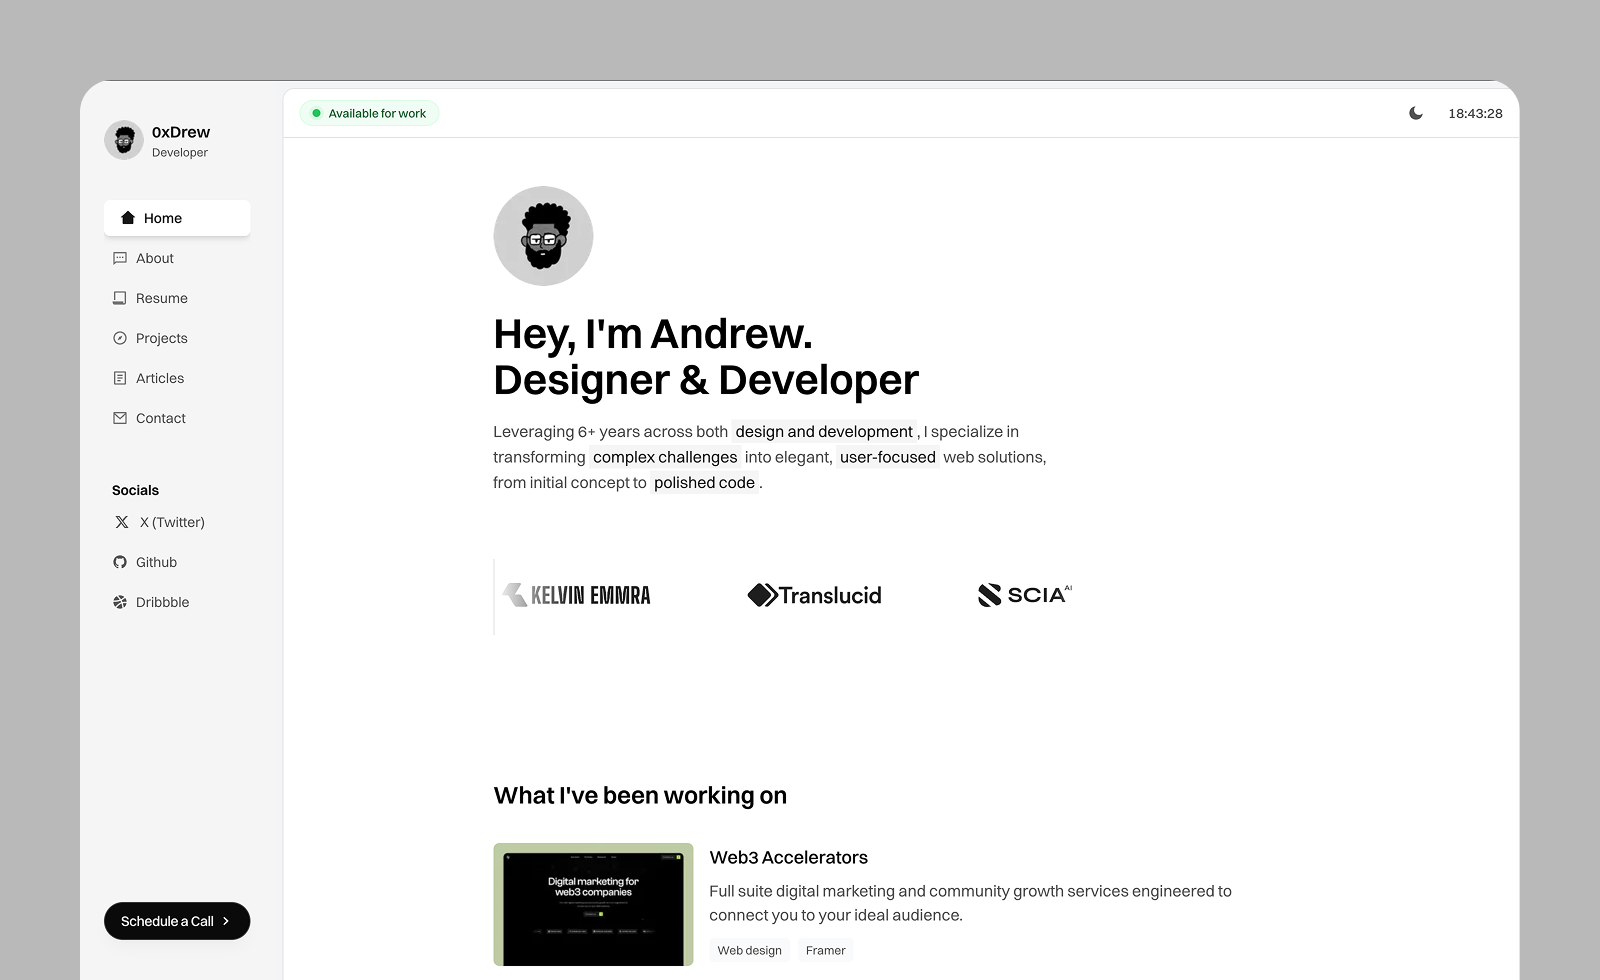 0xDrew
Developer
Home
About
Resume
Projects
Articles
Contact
Socials
X (Twitter)
Github
Dribbble
Schedule a Call
Available for work
18:43:28
Hey, I'm Andrew.
Designer & Developer
Leveraging 6+ years across both design and development , I specialize in
transforming complex challenges into elegant, user-focused web solutions,
from initial concept to polished code .
KELVIN EMMRA
Translucid
SCIA AI
What I've been working on
Digital marketing for
web3 companies
Web3 Accelerators
Full suite digital marketing and community growth services engineered to
connect you to your ideal audience.
Web design
Framer